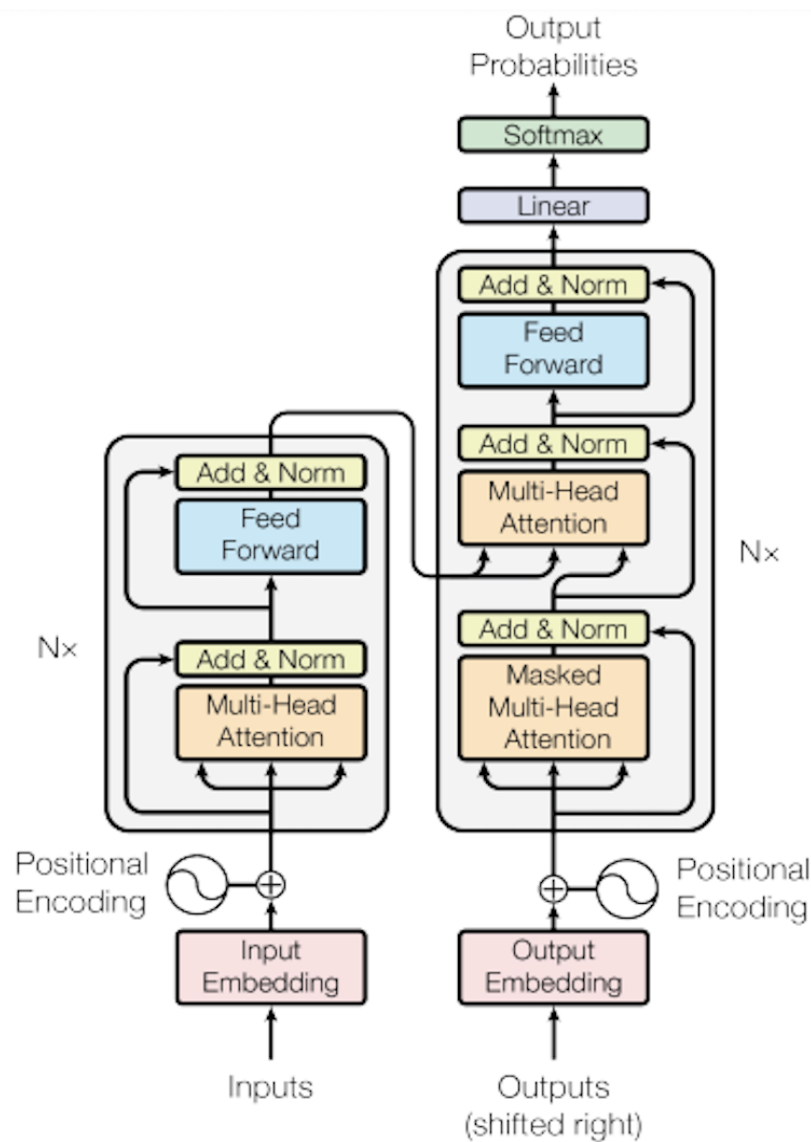 Output
Probabilities
Softmax
Linear
Add & Norm
Feed
Forward
Add & Norm
Multi-Head
Attention
Add & Norm
Masked
Multi-Head
Attention
N×
Add & Norm
Feed
Forward
Add & Norm
Multi-Head
Attention
N×
Positional
Encoding
Positional
Encoding
Input
Embedding
Output
Embedding
Inputs
Outputs
(shifted right)